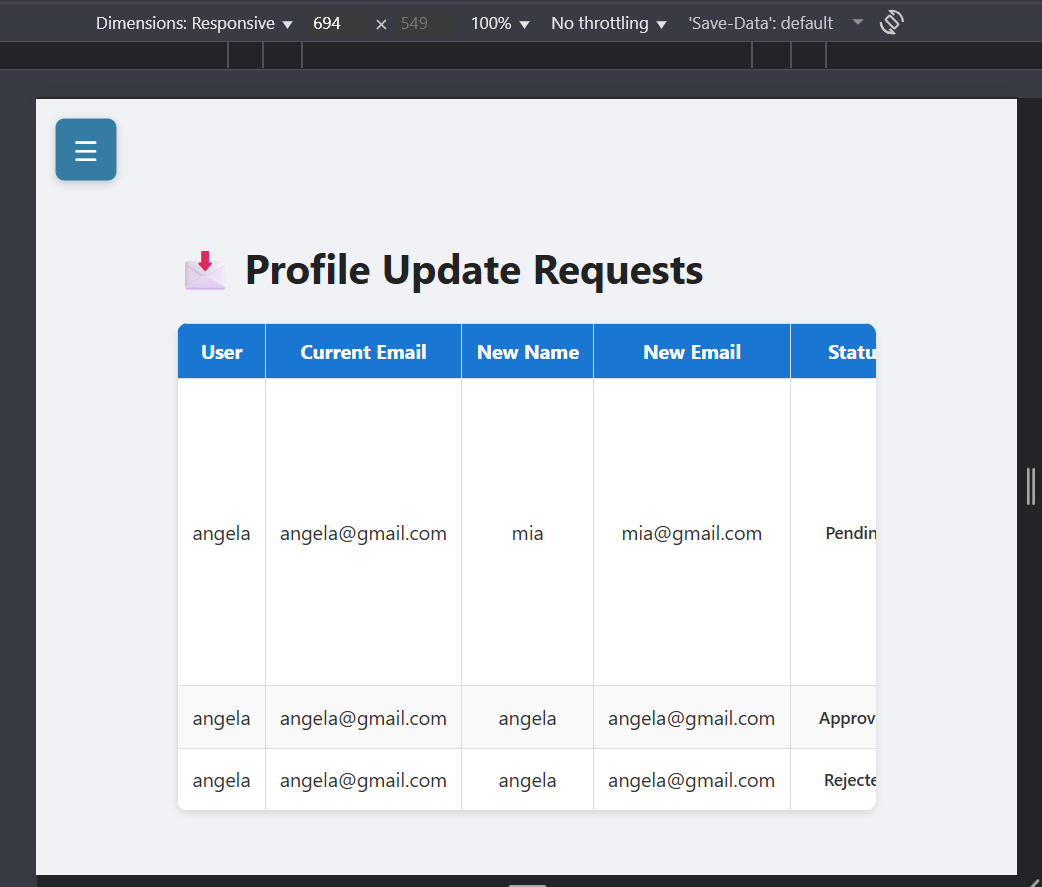 Dimensions: Responsive 694 × 549 100% No throttling 'Save-Data': default
Profile Update Requests
User Current Email New Name New Email Statu
angela angela@gmail.com mia mia@gmail.com Pendin
angela angela@gmail.com angela angela@gmail.com Approv
angela angela@gmail.com angela angela@gmail.com Rejecte